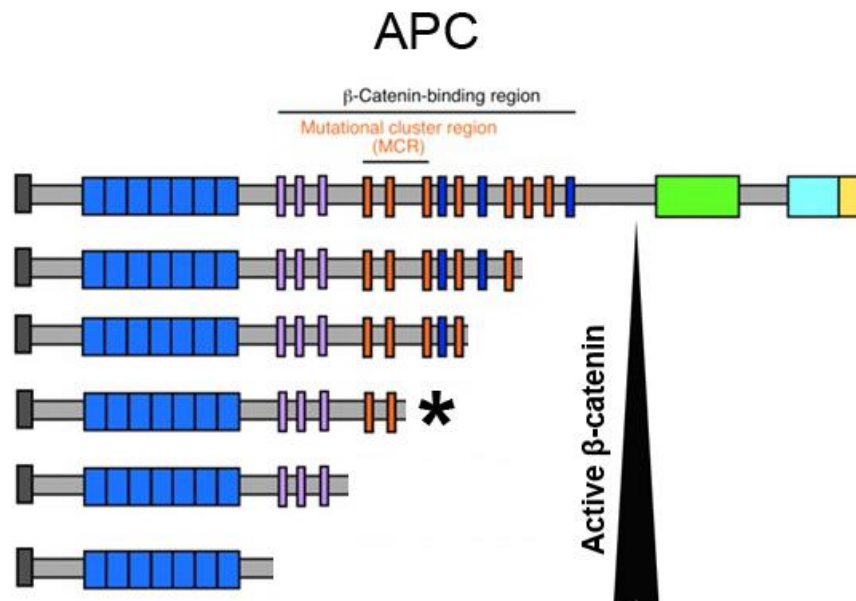 APC
β-Catenin-binding region
Mutational cluster region
(MCR)
*
Active β-catenin